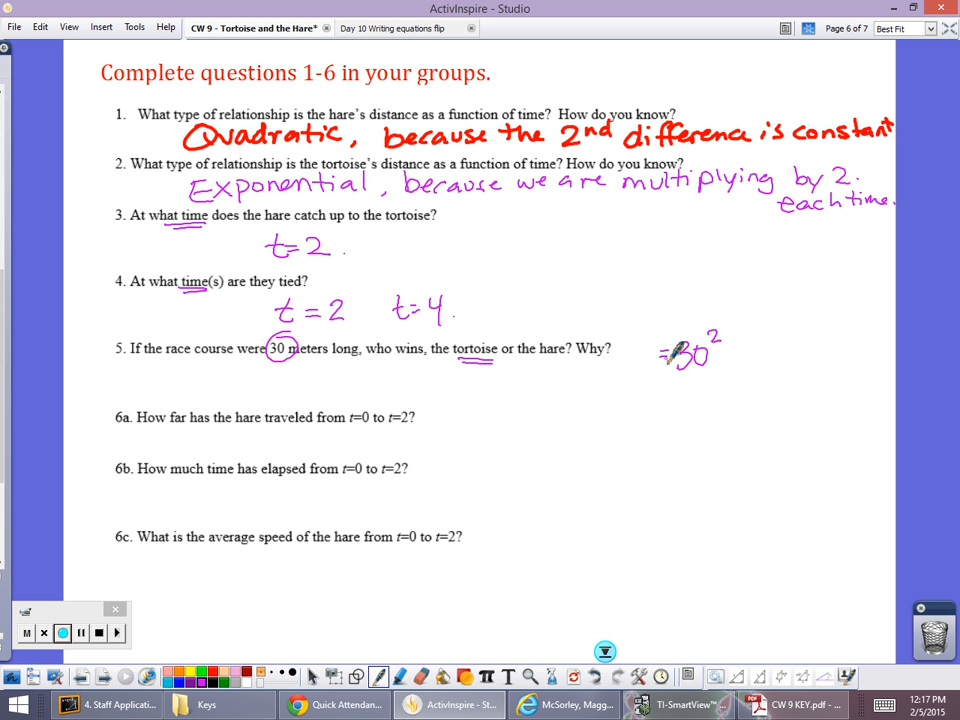 ActivInspire - Studio
File Edit View Insert Tools Help
CW 9 - Tortoise and the Hare*
Day 10 Writing equations flip
Page 6 of 7
Best Fit
Complete questions 1-6 in your groups.
1. What type of relationship is the hare's distance as a function of time? How do you know?
Quadratic, because the 2nd difference is constant
2. What type of relationship is the tortoise's distance as a function of time? How do you know?
Exponential, because we are multiplying by 2.
each time.
3. At what time does the hare catch up to the tortoise?
t=2.
4. At what time(s) are they tied?
t=2 t=4.
5. If the race course were 30 meters long, who wins, the tortoise or the hare? Why?
=30²
6a. How far has the hare traveled from t=0 to t=2?
6b. How much time has elapsed from t=0 to t=2?
6c. What is the average speed of the hare from t=0 to t=2?
M
T
4. Staff Applicatio...
Keys
Quick Attendan...
ActivInspire - St...
McSorley, Magg...
TI-SmartView™ ...
CW 9 KEY.pdf - ...
12:17 PM
2/5/2015